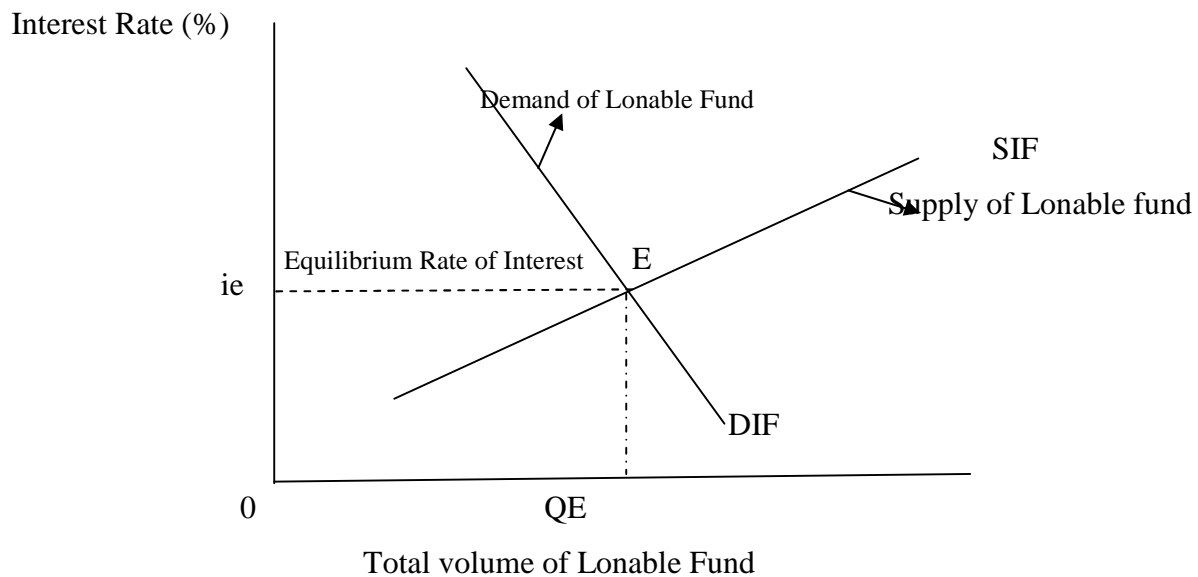 Interest Rate (%)
Demand of Lonable Fund
SIF
Supply of Lonable fund
Equilibrium Rate of Interest
E
ie
DIF
0
QE
Total volume of Lonable Fund